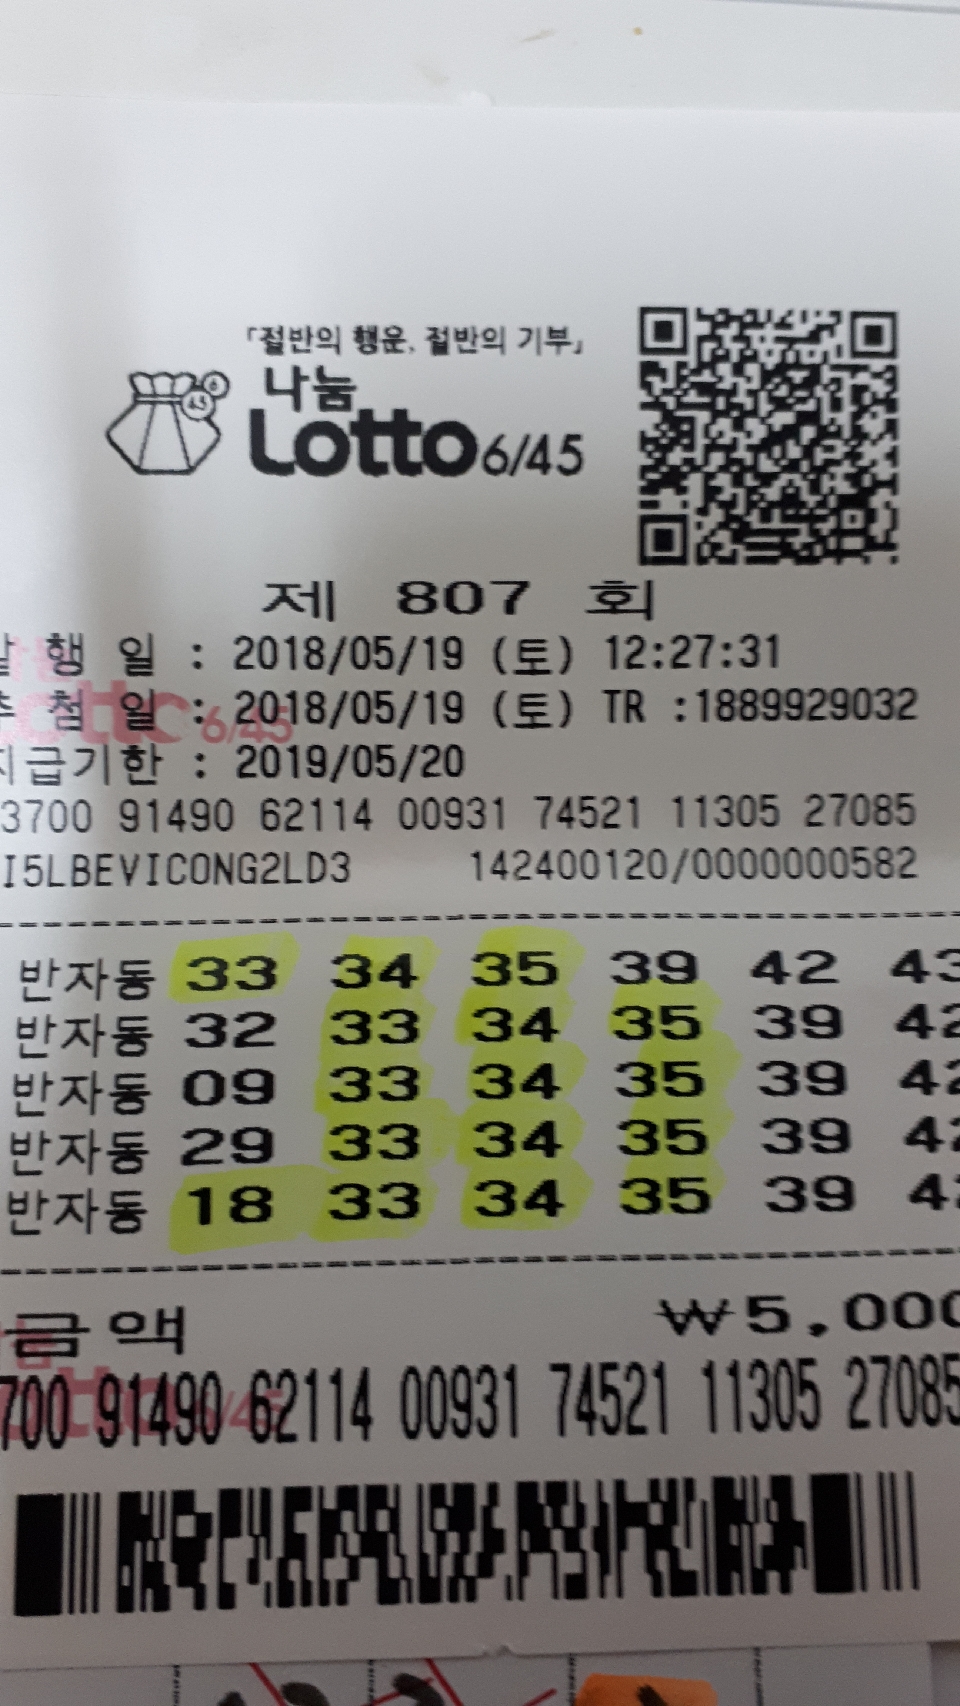 「절반의 행운, 절반의 기부」
나눔
Lotto 6/45
제 807 회
행 일 : 2018/05/19 (토) 12:27:31
첨 일 : 2018/05/19 (토) TR :1889929032
지급기한 : 2019/05/20
3700 91490 62114 00931 74521 11305 27085
I5LBEVICONG2LD3 142400120/0000000582
반자동 33 34 35 39 42 43
반자동 32 33 34 35 39 42
반자동 09 33 34 35 39 42
반자동 29 33 34 35 39 42
반자동 18 33 34 35 39 42
금액 ₩5,000
700 91490 62114 00931 74521 11305 27085